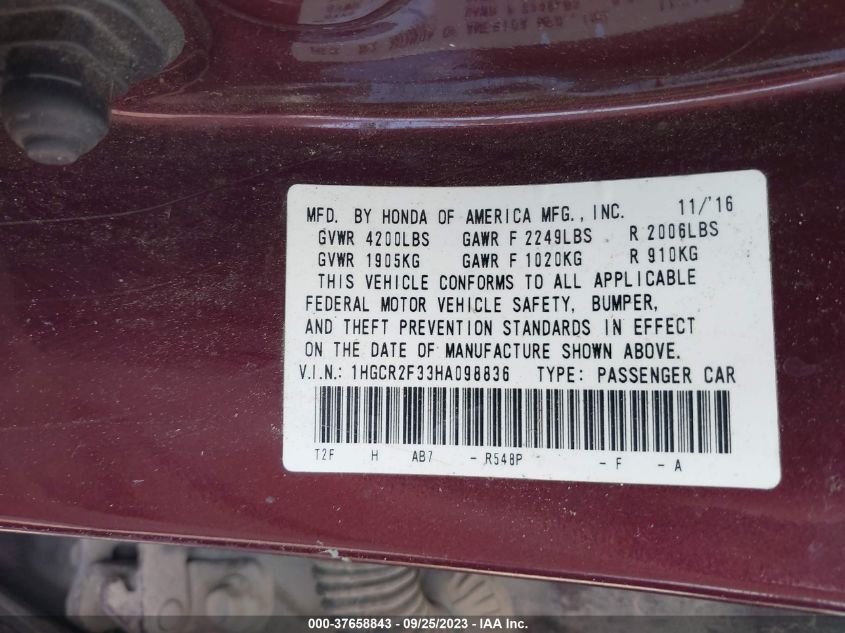 MFD. BY HONDA OF AMERICA MFG., INC. 11/'16
GVWR 4200LBS GAWR F 2249LBS R 2006LBS
GVWR 1905KG GAWR F 1020KG R 910KG
THIS VEHICLE CONFORMS TO ALL APPLICABLE
FEDERAL MOTOR VEHICLE SAFETY, BUMPER,
AND THEFT PREVENTION STANDARDS IN EFFECT
ON THE DATE OF MANUFACTURE SHOWN ABOVE.
V.I.N.: 1HGCR2F33HA098836 TYPE: PASSENGER CAR
T2F H AB7 - R548P - F - A
000-37658843 / 09/25/2023 - IAA Inc.